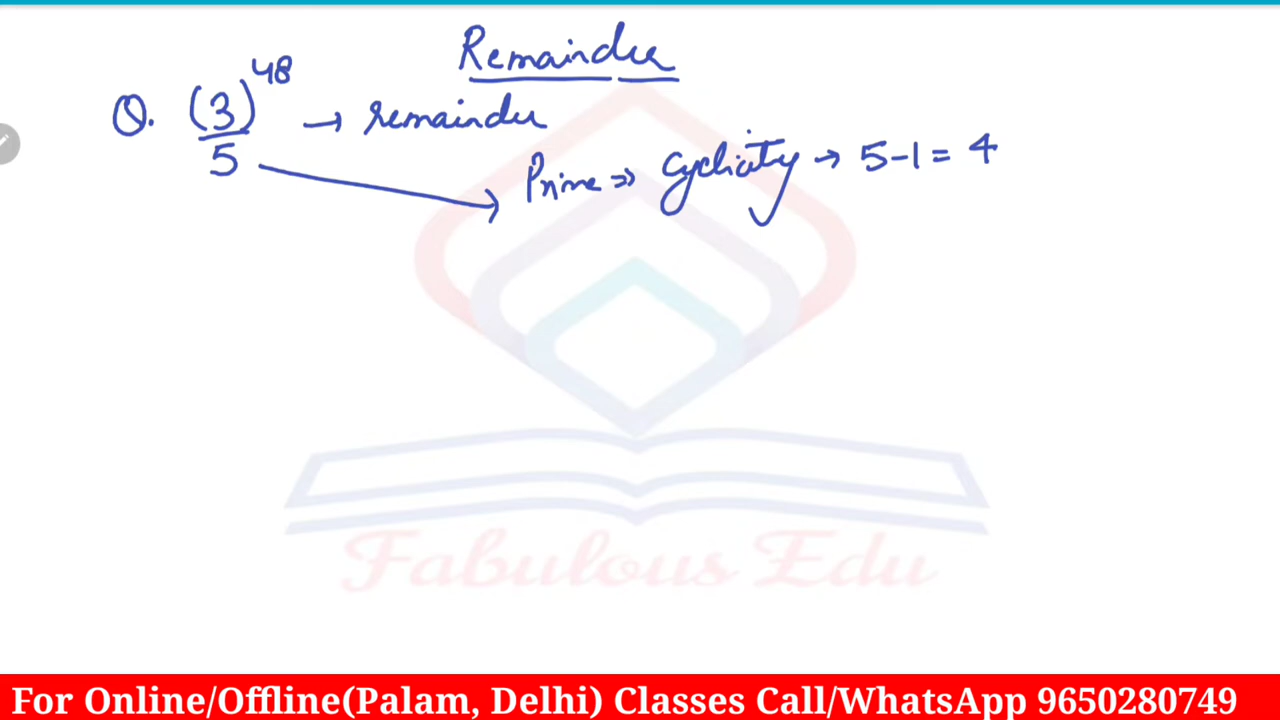 Remainder
Q. (3)^48 / 5 → remainder
Prime ⇒ Cyclicity → 5-1 = 4
Fabulous Edu
For Online/Offline(Palam, Delhi) Classes Call/WhatsApp 9650280749